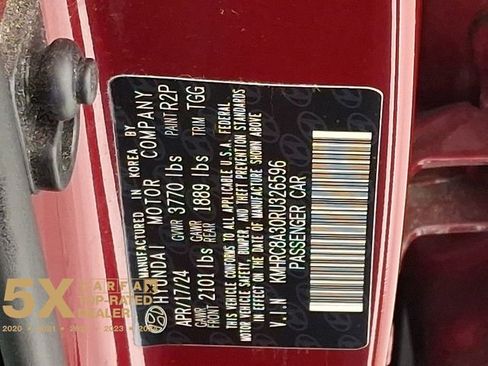 MANUFACTURED IN KOREA BY
HYUNDAI MOTOR COMPANY
APR/17/24 GVWR 3770 lbs PAINT R2P
GAWR FRONT 2101 lbs GAWR REAR 1889 lbs TRIM TGG
THIS VEHICLE CONFORMS TO ALL APPLICABLE U.S.A. FEDERAL
MOTOR VEHICLE SAFETY, BUMPER, AND THEFT PREVENTION STANDARDS
IN EFFECT ON THE DATE OF MANUFACTURE SHOWN ABOVE
V.I.N KMHRC8A30RU326596
PASSENGER CAR
5X
CARFAX
TOP-RATED
DEALER
2020 2021 2022 2023